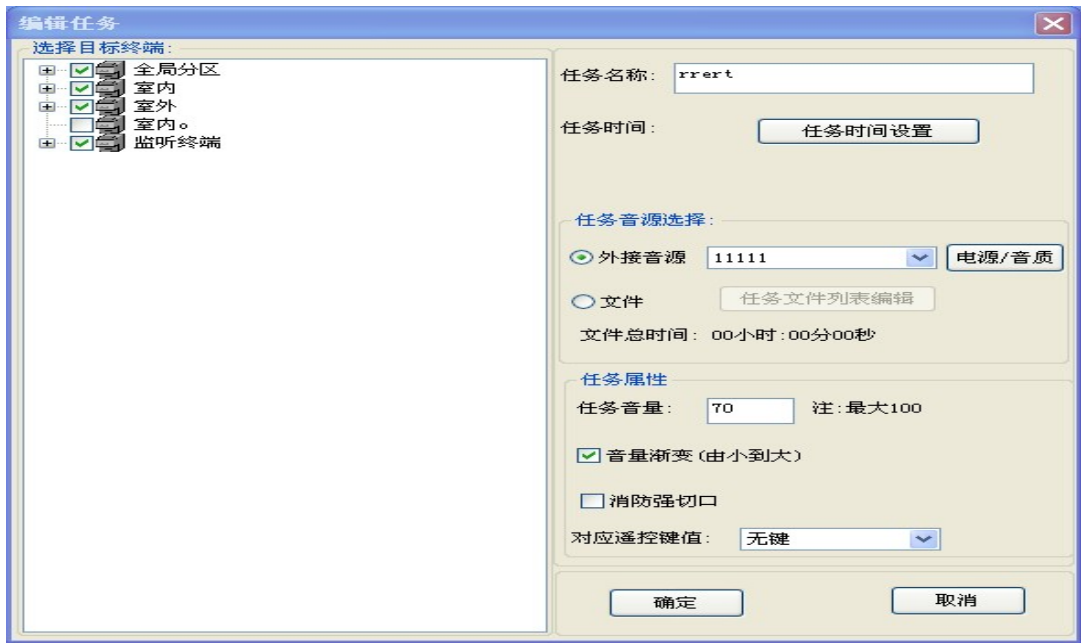 编辑任务
选择目标终端:
全局分区
室内
室外
室内。
监听终端
任务名称: rrert
任务时间: 任务时间设置
任务音源选择:
外接音源 11111 电源/音质
文件 任务文件列表编辑
文件总时间: 00小时:00分00秒
任务属性
任务音量: 70 注:最大100
音量渐变(由小到大)
消防强切口
对应遥控键值: 无键
确定 取消